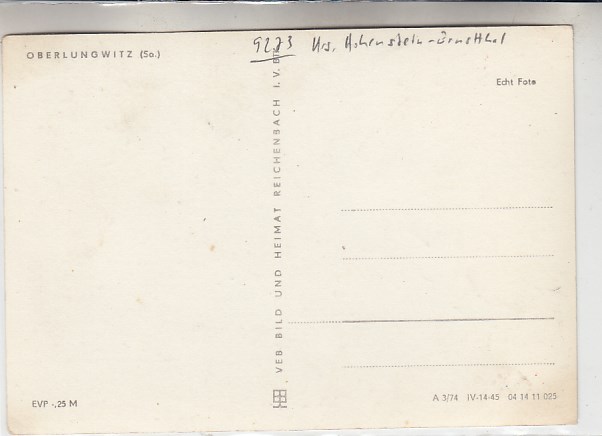 9273 Krs. Hohenstein-Ernstthal
OBERLUNGWITZ (Sa.)
Echt Foto
VEB BILD UND HEIMAT REICHENBACH I. V.
EVP -,25 M
A 3/74 IV-14-45 04 14 11 025